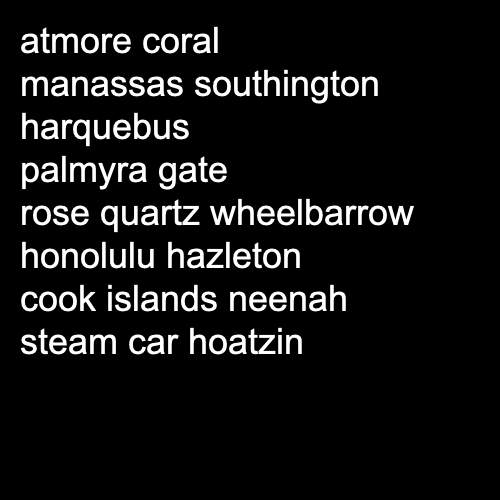 atmore coral
manassas southington
harquebus
palmyra gate
rose quartz wheelbarrow
honolulu hazleton
cook islands neenah
steam car hoatzin